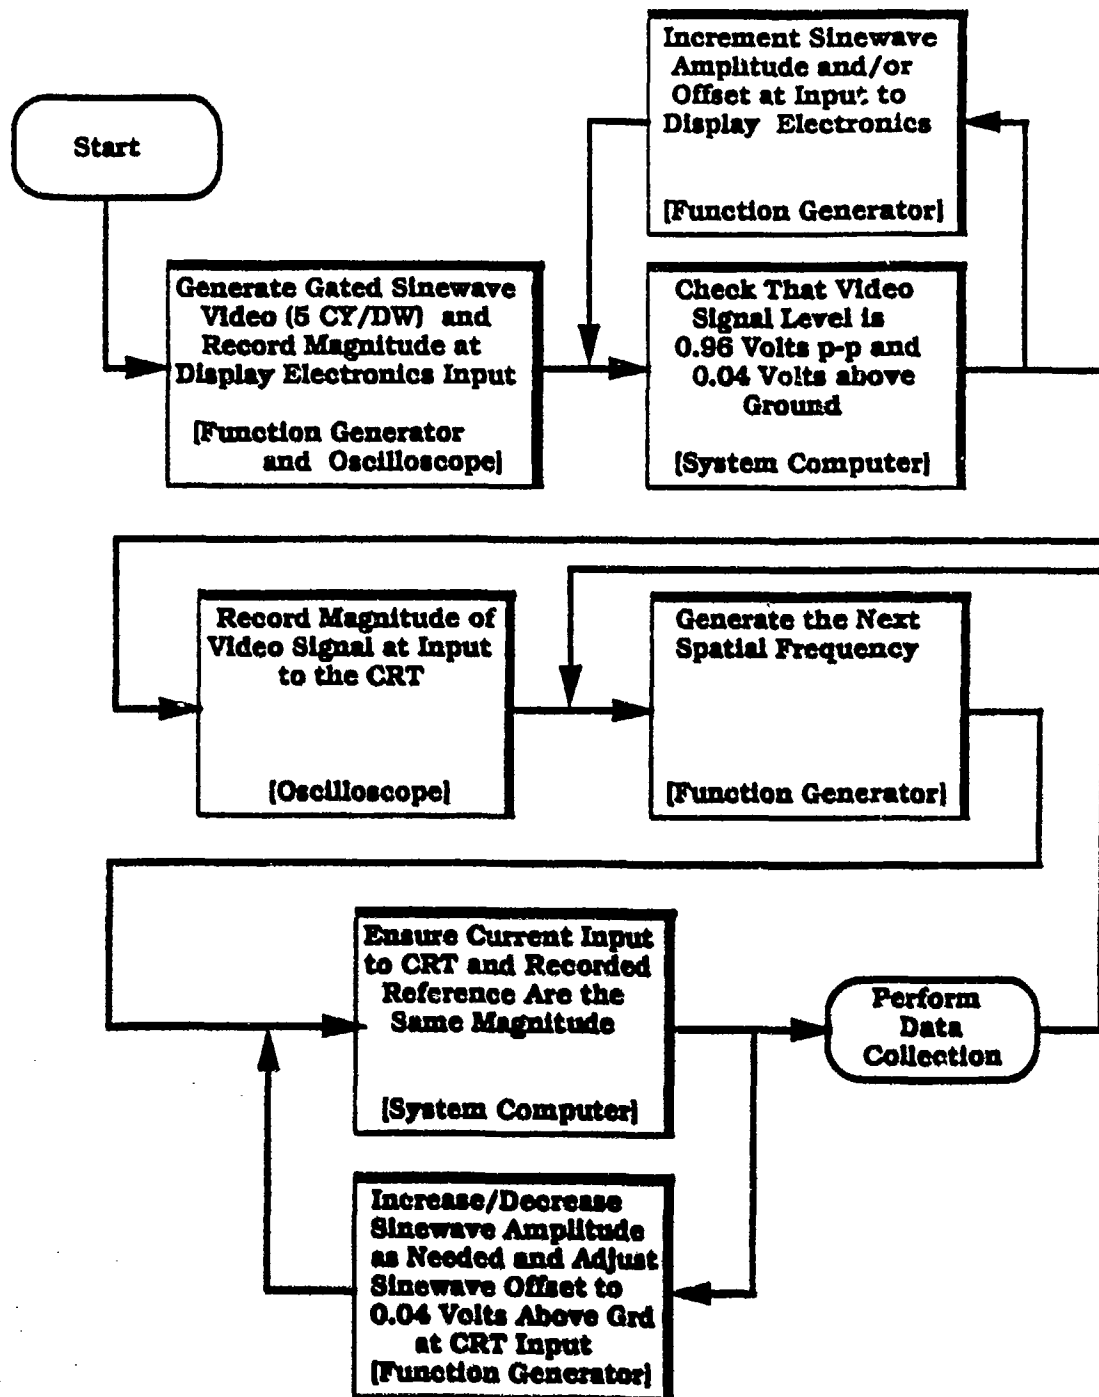 Start
Increment Sinewave
Amplitude and/or
Offset at Input to
Display Electronics
[Function Generator]
Generate Gated Sinewave
Video (5 CY/DW) and
Record Magnitude at
Display Electronics Input
[Function Generator
and Oscilloscope]
Check That Video
Signal Level is
0.96 Volts p-p and
0.04 Volts above
Ground
[System Computer]
Record Magnitude of
Video Signal at Input
to the CRT
[Oscilloscope]
Generate the Next
Spatial Frequency
[Function Generator]
Ensure Current Input
to CRT and Recorded
Reference Are the
Same Magnitude
[System Computer]
Perform
Data
Collection
Increase/Decrease
Sinewave Amplitude
as Needed and Adjust
Sinewave Offset to
0.04 Volts Above Grd
at CRT Input
[Function Generator]